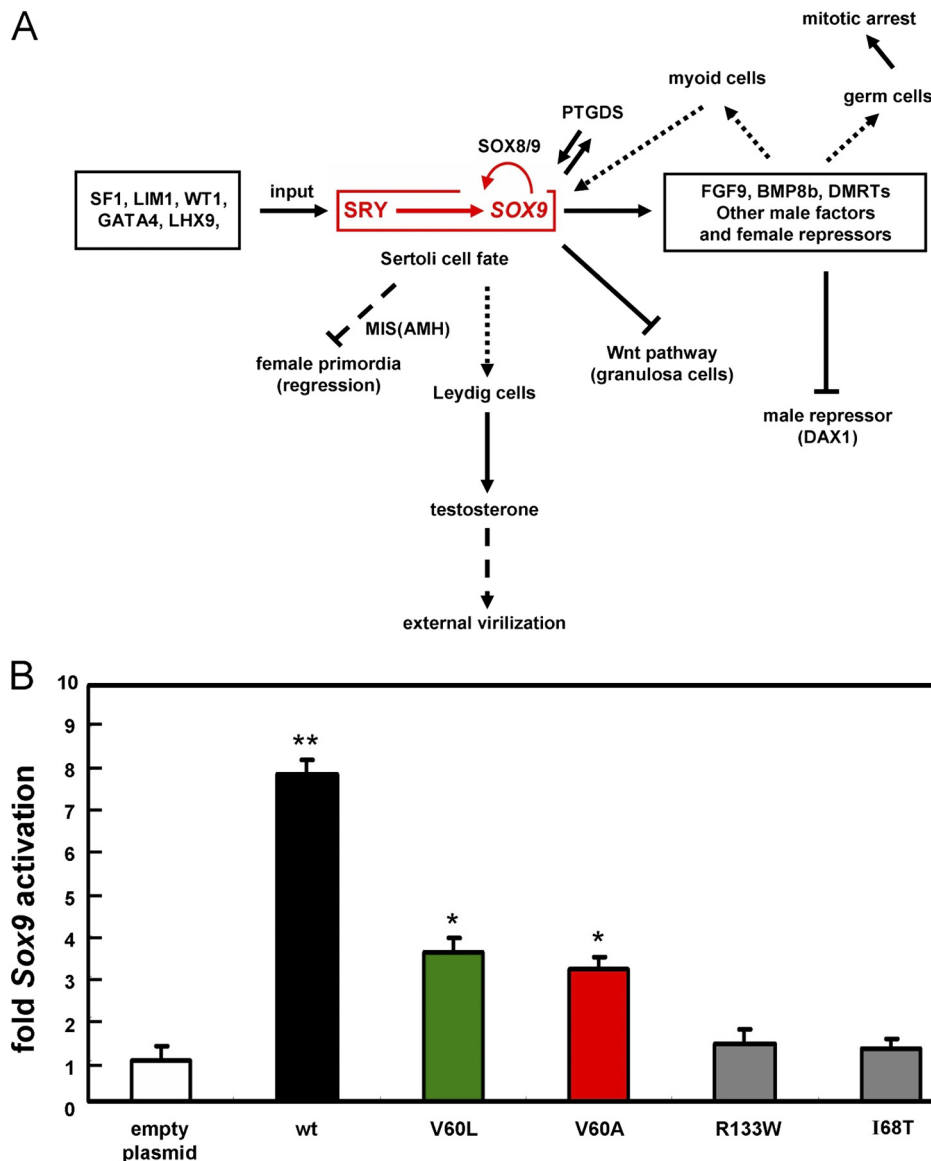 A
mitotic arrest
myoid cells
germ cells
PTGDS
SOX8/9
SF1, LIM1, WT1,
GATA4, LHX9,
input
SRY
SOX9
FGF9, BMP8b, DMRTs
Other male factors
and female repressors
Sertoli cell fate
MIS(AMH)
female primordia
(regression)
Wnt pathway
(granulosa cells)
Leydig cells
male repressor
(DAX1)
testosterone
external virilization
B
fold Sox9 activation
10
9
8
7
6
5
4
3
2
1
0
**
*
*
empty
plasmid
wt
V60L
V60A
R133W
I68T